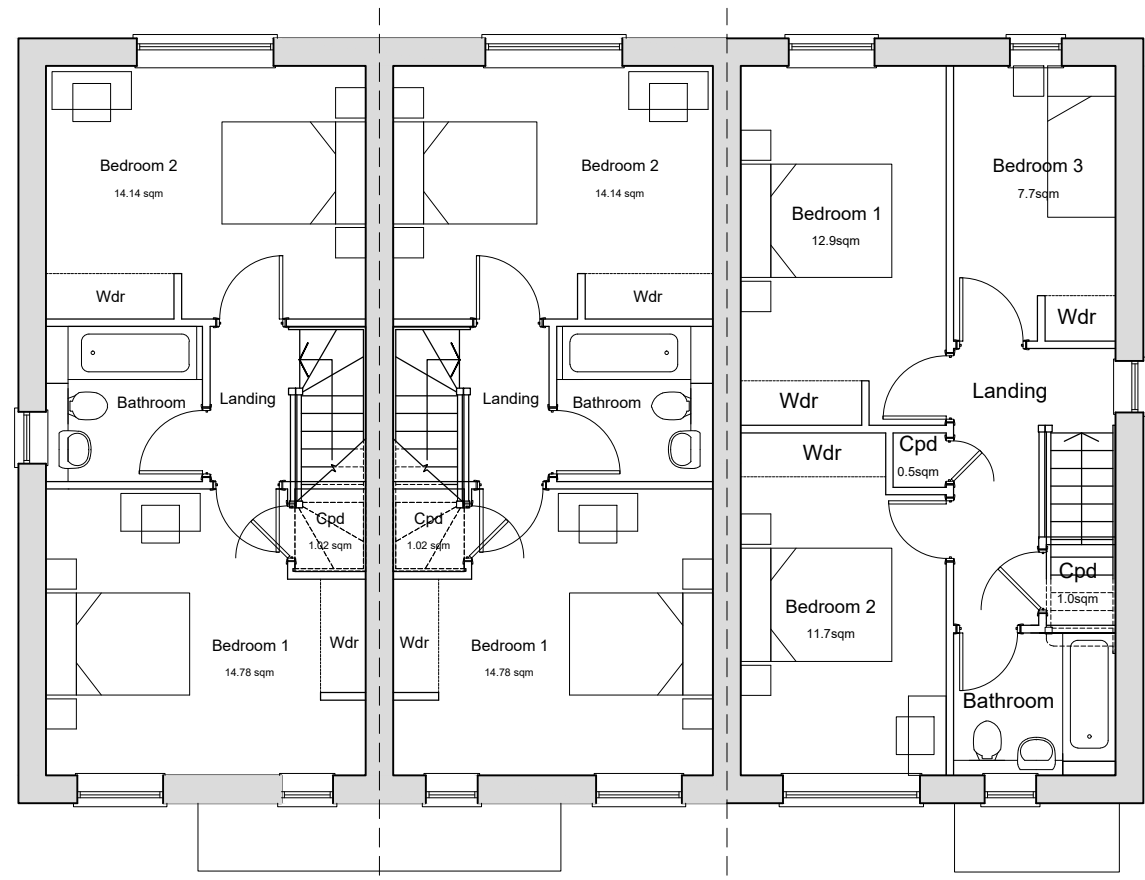 Bedroom 2
14.14 sqm
Wdr
Bathroom
Landing
Cpd
1.02 sqm
Bedroom 1
14.78 sqm
Wdr
Bedroom 2
14.14 sqm
Wdr
Landing
Bathroom
Cpd
1.02 sqm
Wdr
Bedroom 1
14.78 sqm
Bedroom 1
12.9sqm
Bedroom 3
7.7sqm
Wdr
Landing
Wdr
Wdr
Cpd
0.5sqm
Bedroom 2
11.7sqm
Cpd
1.0sqm
Bathroom